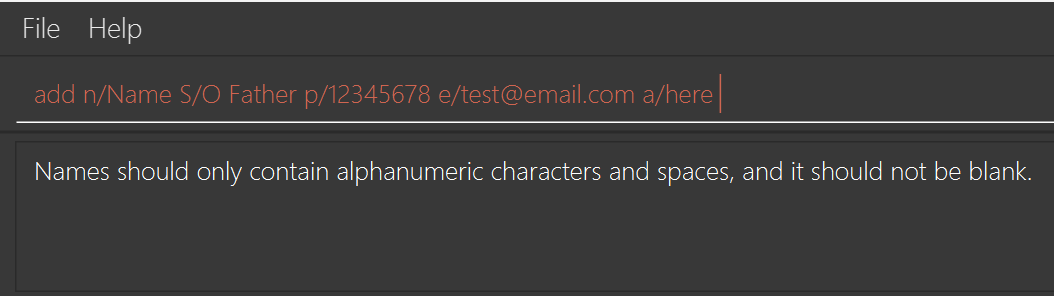 File Help
add n/Name S/O Father p/12345678 e/test@email.com a/here
Names should only contain alphanumeric characters and spaces, and it should not be blank.